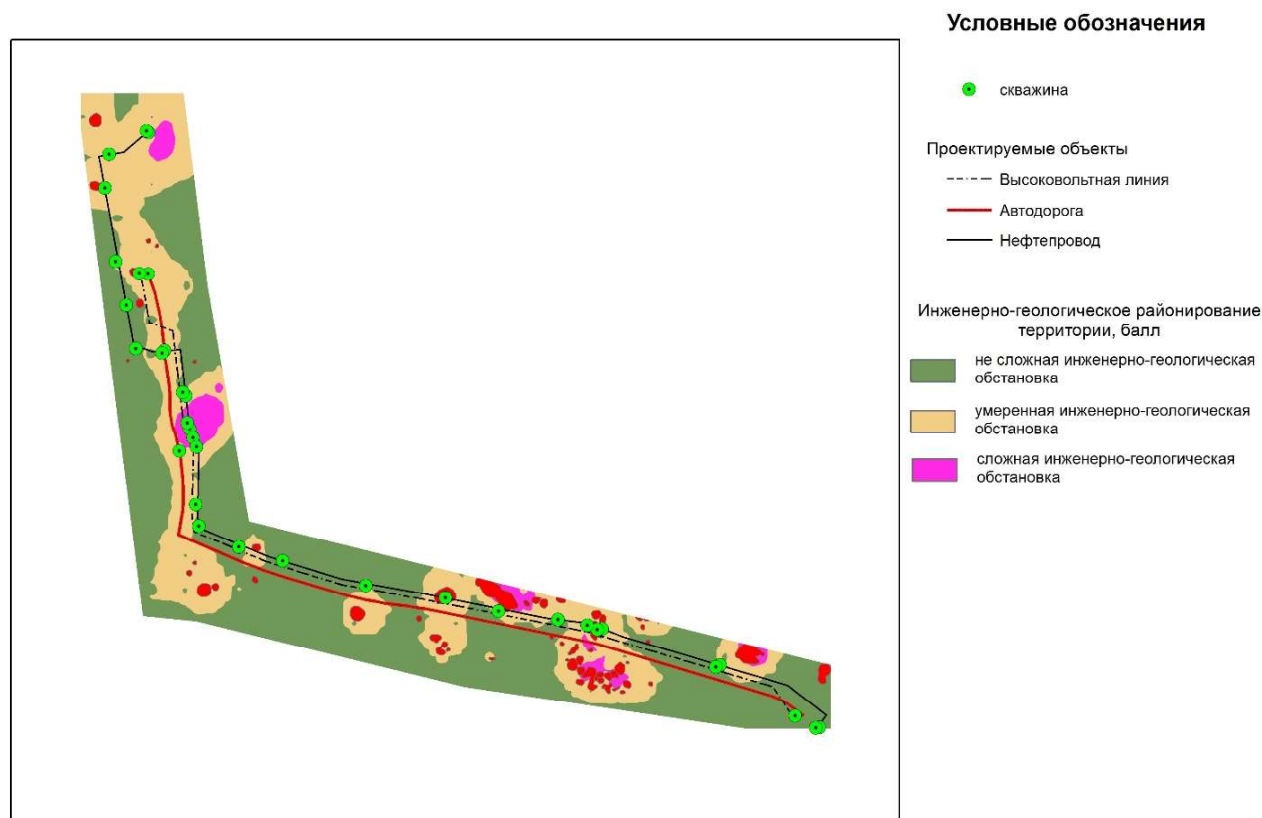 Условные обозначения
скважина
Проектируемые объекты
Высоковольтная линия
Автодорога
Нефтепровод
Инженерно-геологическое районирование
территории, балл
не сложная инженерно-геологическая
обстановка
умеренная инженерно-геологическая
обстановка
сложная инженерно-геологическая
обстановка